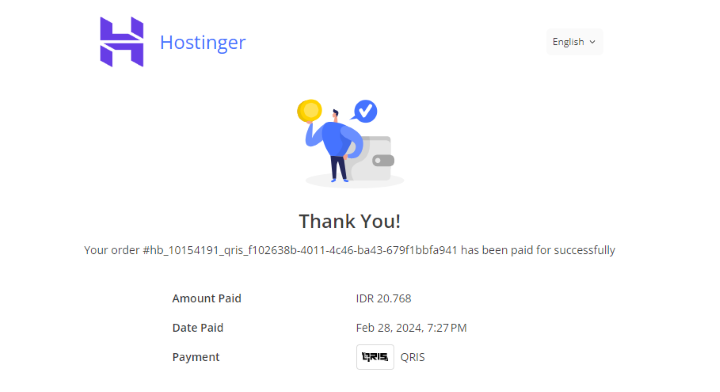 Hostinger
English
Thank You!
Your order #hb_10154191_qris_f102638b-4011-4c46-ba43-679f1bbfa941 has been paid for successfully
Amount Paid IDR 20.768
Date Paid Feb 28, 2024, 7:27 PM
Payment QRIS QRIS